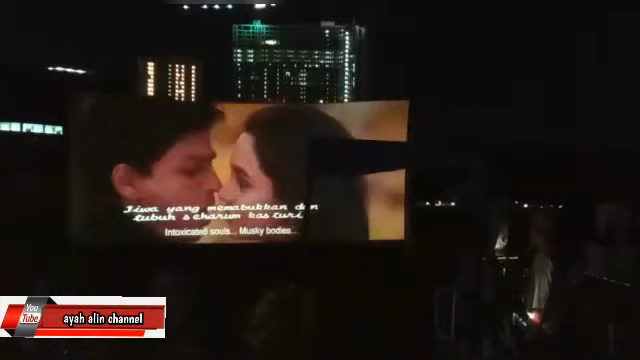 Jiwa yang memabukkan dan
tubuh seharum kasturi
Intoxicated souls... Musky bodies...
You
Tube
ayah alin channel